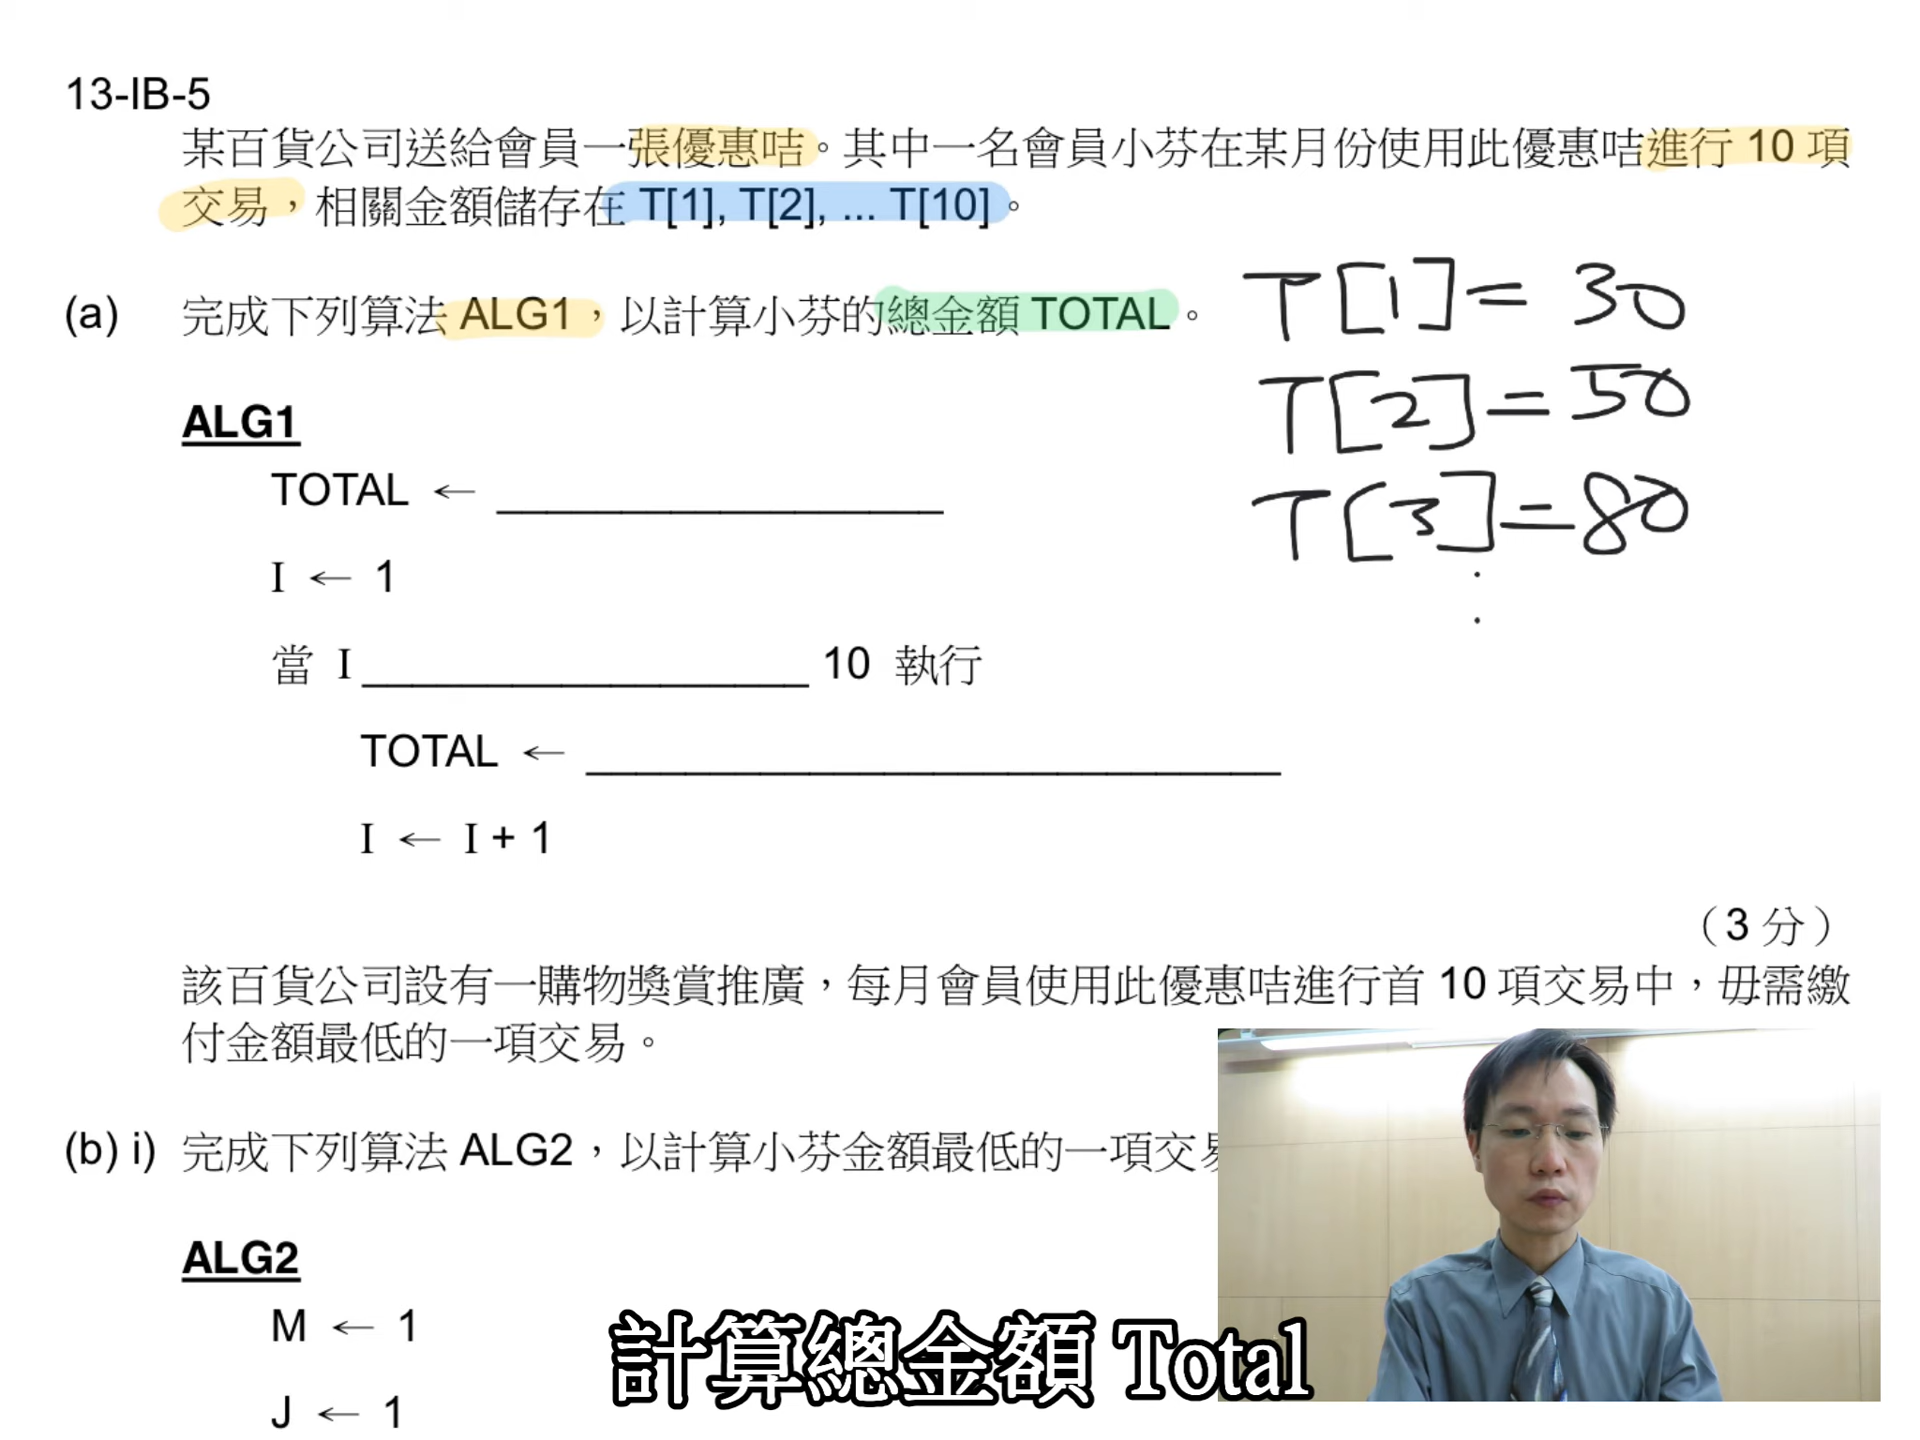 13-IB-5
某百貨公司送給會員一張優惠咭。其中一名會員小芬在某月份使用此優惠咭進行 10 項
交易，相關金額儲存在 T[1], T[2], ... T[10]。
(a) 完成下列算法 ALG1，以計算小芬的總金額 TOTAL。
T[1] = 30
T[2] = 50
T[3] = 80
ALG1
TOTAL ← __________________
I ← 1
當 I __________________ 10 執行
TOTAL ← ____________________________
I ← I + 1
（3 分）
該百貨公司設有一購物獎賞推廣，每月會員使用此優惠咭進行首 10 項交易中，毋需繳
付金額最低的一項交易。
(b) i) 完成下列算法 ALG2，以計算小芬金額最低的一項交
ALG2
M ← 1
J ← 1
計算總金額 Total